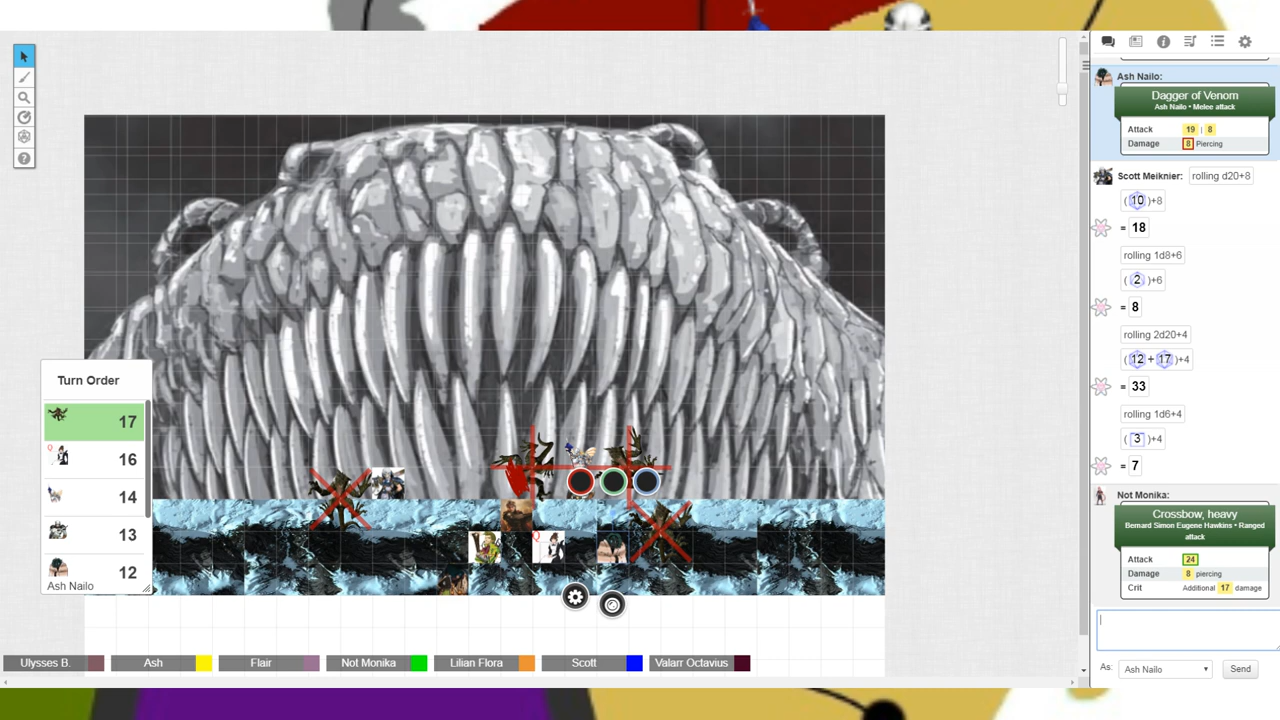 Turn Order
17
16
14
13
12
Ash Nailo
Ulysses B.
Ash
Flair
Not Monika
Lilian Flora
Scott
Valarr Octavius
Ash Nailo:
Dagger of Venom
Ash Nailo • Melee attack
Attack 19 | 8
Damage 8 Piercing
Scott Meiknier: rolling d20+8
(10)+8
= 18
rolling 1d8+6
(2)+6
= 8
rolling 2d20+4
(12 + 17)+4
= 33
rolling 1d6+4
(3)+4
= 7
Not Monika:
Crossbow, heavy
Bernard Simon Eugene Hawkins • Ranged
attack
Attack 24
Damage 8 piercing
Crit Additional 17 damage
As: Ash Nailo Send